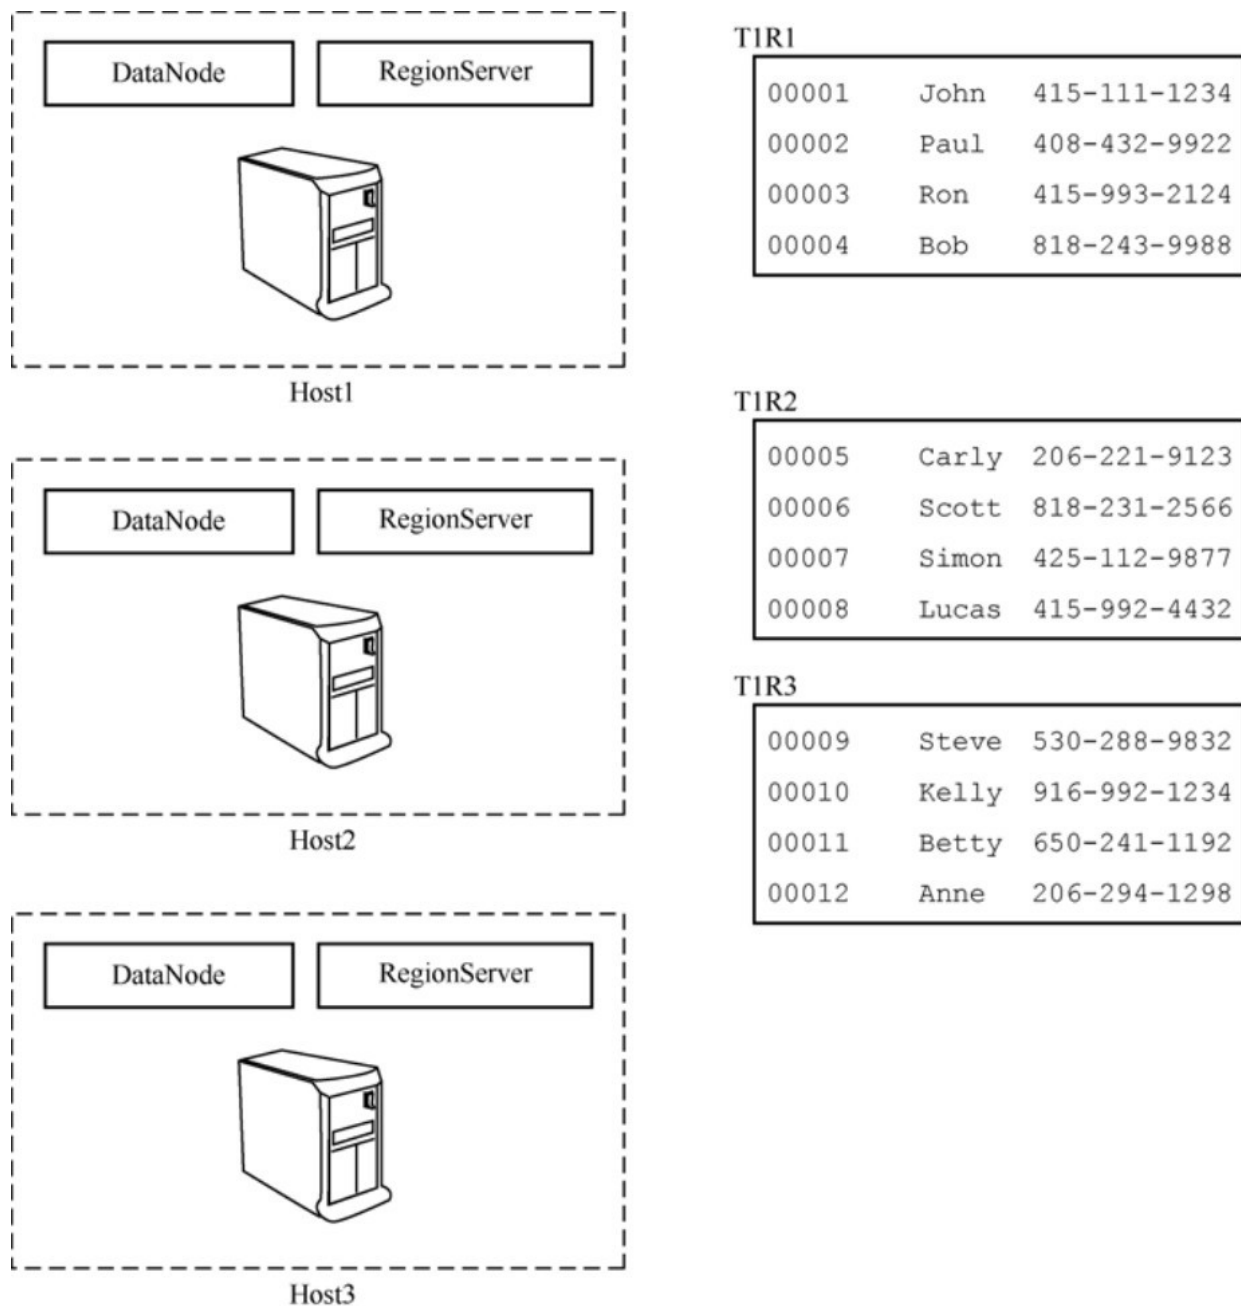 DataNode RegionServer
Host1
DataNode RegionServer
Host2
DataNode RegionServer
Host3
T1R1
00001 John 415-111-1234
00002 Paul 408-432-9922
00003 Ron 415-993-2124
00004 Bob 818-243-9988
T1R2
00005 Carly 206-221-9123
00006 Scott 818-231-2566
00007 Simon 425-112-9877
00008 Lucas 415-992-4432
T1R3
00009 Steve 530-288-9832
00010 Kelly 916-992-1234
00011 Betty 650-241-1192
00012 Anne 206-294-1298